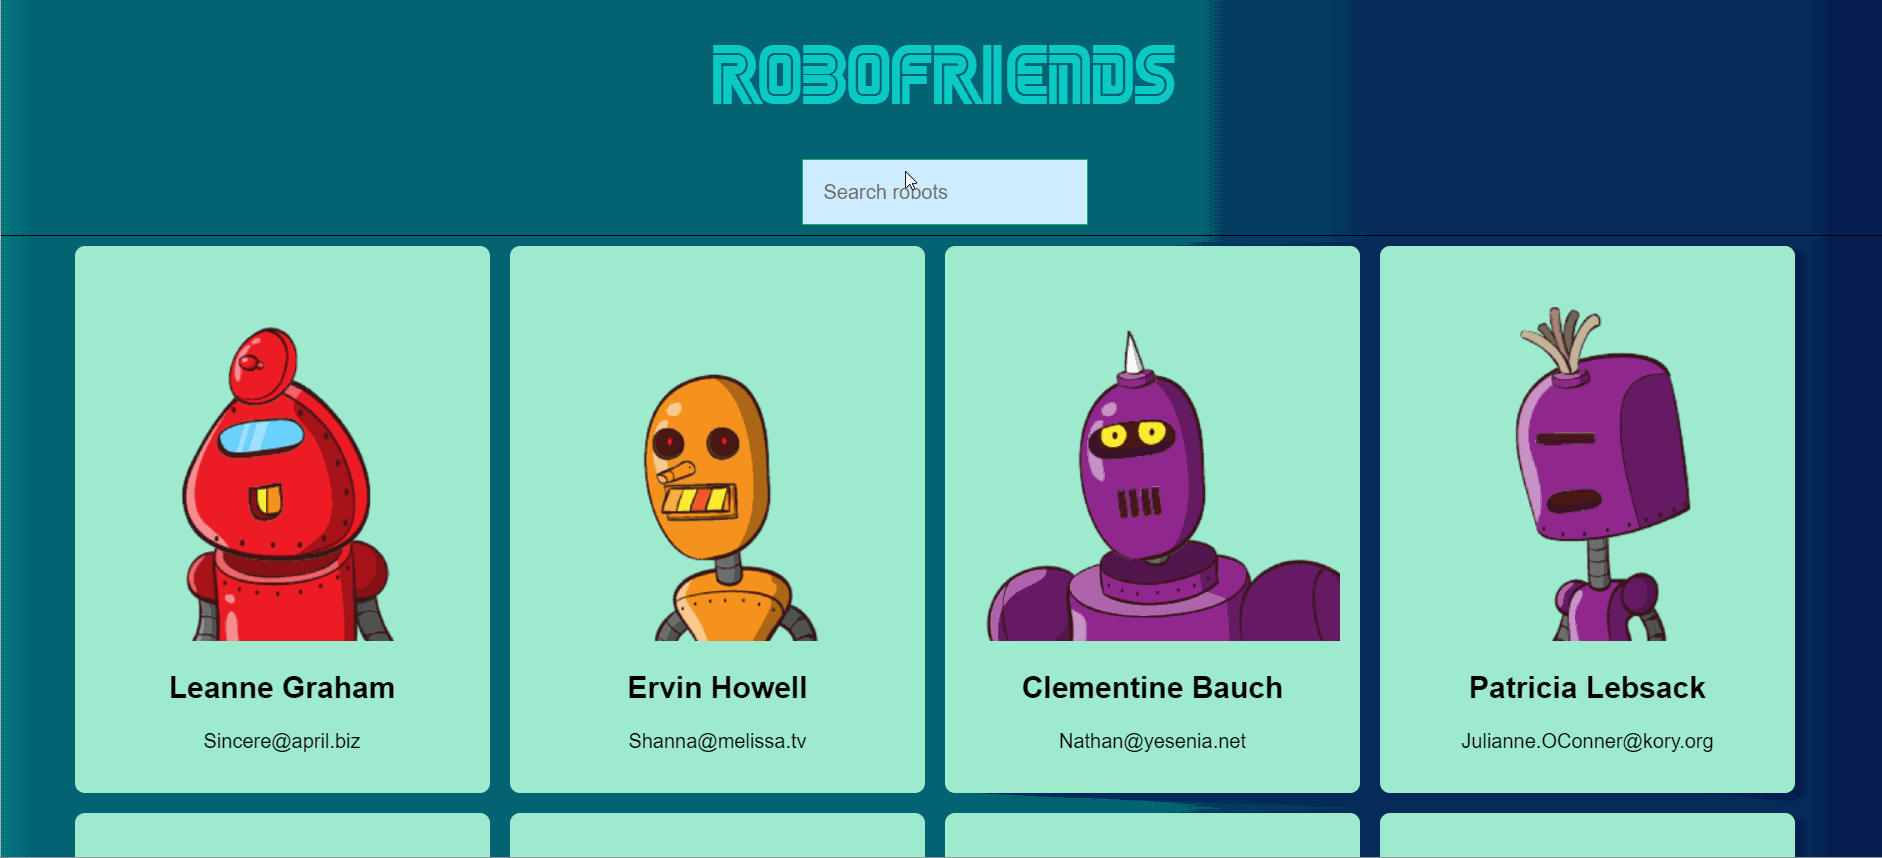 ROBOFRIENDS
Search robots
Leanne Graham
Sincere@april.biz
Ervin Howell
Shanna@melissa.tv
Clementine Bauch
Nathan@yesenia.net
Patricia Lebsack
Julianne.OConner@kory.org